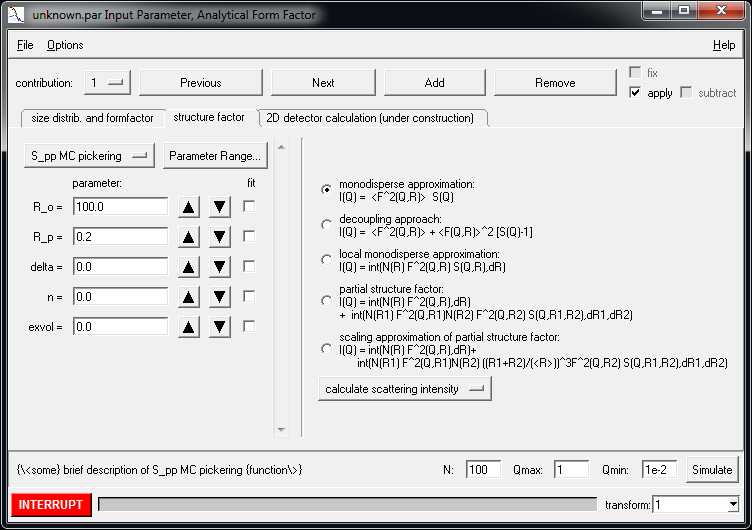 unknown.par Input Parameter, Analytical Form Factor
File Options Help
contribution: 1 Previous Next Add Remove fix
apply subtract
size distrib. and formfactor structure factor 2D detector calculation (under construction)
S_pp MC pickering Parameter Range...
parameter: fit
R_o = 100.0
R_p = 0.2
delta = 0.0
n = 0.0
exvol = 0.0
monodisperse approximation:
I(Q) = <F^2(Q,R)> S(Q)
decoupling approach:
I(Q) = <F^2(Q,R)> + <F(Q,R)>^2 [S(Q)-1]
local monodisperse approximation:
I(Q) = int(N(R) F^2(Q,R) S(Q,R),dR)
partial structure factor:
I(Q) = int(N(R) F^2(Q,R),dR)
+ int(N(R1) F^2(Q,R1)N(R2) F^2(Q,R2) S(Q,R1,R2),dR1,dR2)
scaling approximation of partial structure factor:
I(Q) = int(N(R) F^2(Q,R),dR)+
int(N(R1) F^2(Q,R1)N(R2) ((R1+R2)/(<R>))^3F^2(Q,R2) S(Q,R1,R2),dR1,dR2)
calculate scattering intensity
{\<some} brief description of S_pp MC pickering {function\>} N: 100 Qmax: 1 Qmin: 1e-2 Simulate
INTERRUPT transform: 1